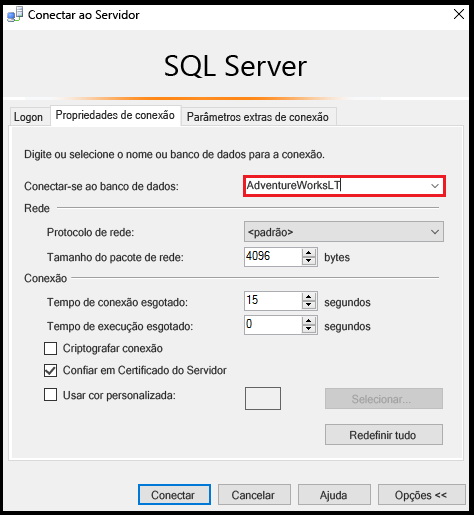 Conectar ao Servidor
SQL Server
Logon Propriedades de conexão Parâmetros extras de conexão
Digite ou selecione o nome ou banco de dados para a conexão.
Conectar-se ao banco de dados: AdventureWorksLT
Rede
Protocolo de rede: <padrão>
Tamanho do pacote de rede: 4096 bytes
Conexão
Tempo de conexão esgotado: 15 segundos
Tempo de execução esgotado: 0 segundos
Criptografar conexão
Confiar em Certificado do Servidor
Usar cor personalizada: Selecionar...
Redefinir tudo
Conectar Cancelar Ajuda Opções <<